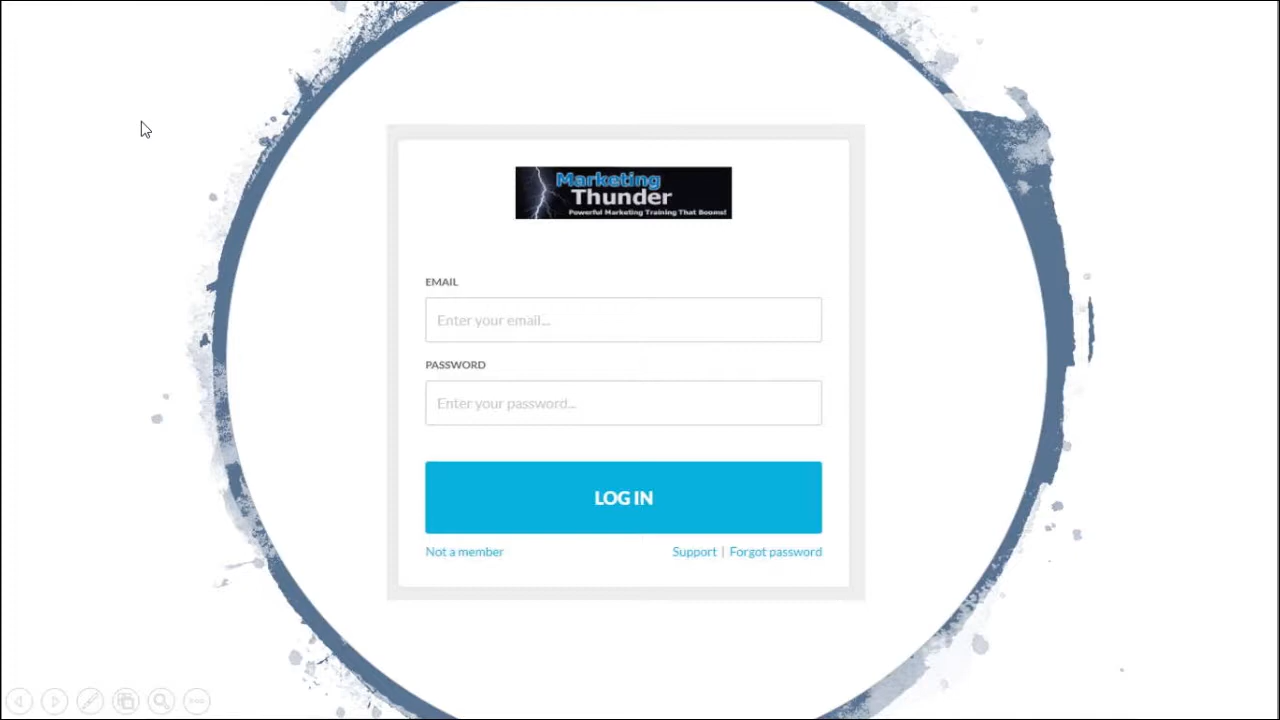 Marketing
Thunder
Powerful Marketing Training That Booms!
EMAIL
Enter your email...
PASSWORD
Enter your password...
LOG IN
Not a member
Support | Forgot password